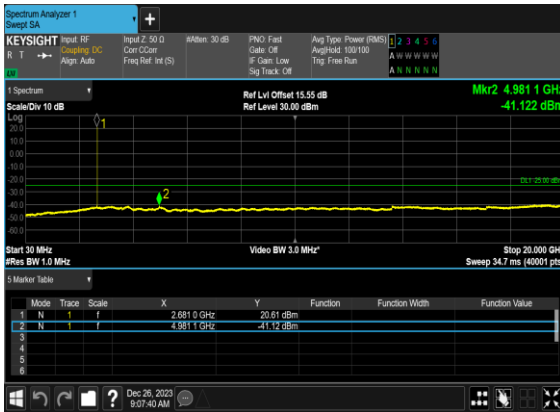 Spectrum Analyzer 1
Swept SA
+
KEYSIGHT Input: RF Input Z: 50 Ω #Atten: 30 dB PNO: Fast Avg Type: Power (RMS) 1 2 3 4 5 6
R T Coupling: DC Corr CCorr Gate: Off Avg|Hold: 100/100 A W W W W W
Align: Auto Freq Ref: Int (S) IF Gain: Low Trig: Free Run
LXI Sig Track: Off A N N N N N
1 Spectrum Ref Lvl Offset 15.55 dB Mkr2 4.981 1 GHz
Scale/Div 10 dB Ref Level 30.00 dBm -41.122 dBm
Log
20.0
10.0
0.00
-10.0
-20.0
-30.0
-40.0
-50.0
-60.0
1
2
DL1 -25.00 dBm
Start 30 MHz Video BW 3.0 MHz* Stop 20.000 GHz
#Res BW 1.0 MHz Sweep 34.7 ms (40001 pts)
5 Marker Table
Mode Trace Scale X Y Function Function Width Function Value
1 N 1 f 2.681 0 GHz 20.61 dBm
2 N 1 f 4.981 1 GHz -41.12 dBm
3
4
5
6
? Dec 26, 2023
9:07:40 AM